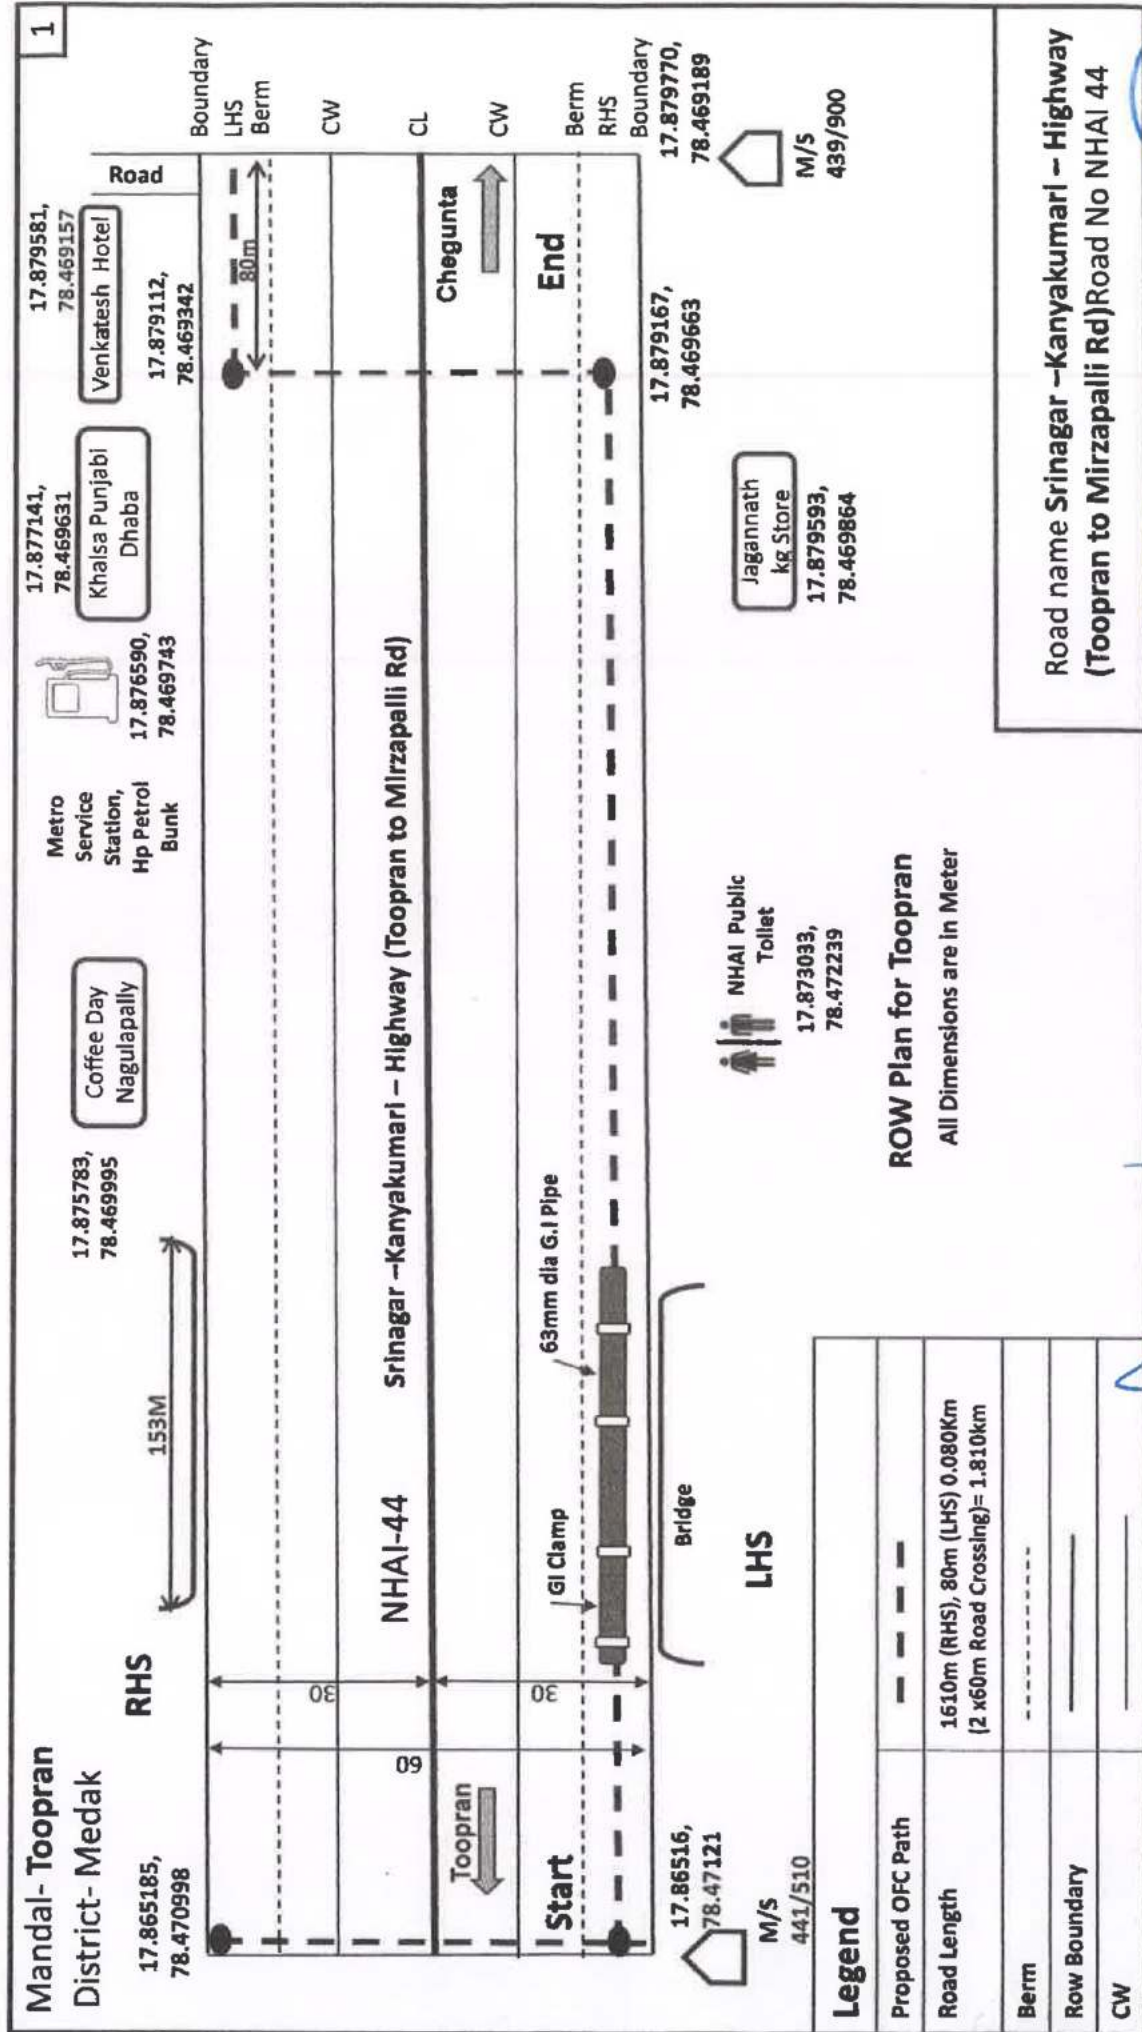 1
Mandal- Toopran
District- Medak
RHS
17.865185,
78.470998
153M
17.875783,
78.469995
Coffee Day
Nagulapally
Metro
Service
Station,
Hp Petrol
Bunk
17.876590,
78.469743
17.877141,
78.469631
Khalsa Punjabi
Dhaba
17.879581,
78.469157
Venkatesh Hotel
17.879112,
78.469342
Road
80m
Boundary
LHS
Berm
CW
CL
CW
Berm
RHS
Boundary
60
30
30
NHAI-44
Srinagar –Kanyakumari – Highway (Toopran to Mirzapalli Rd)
Toopran
Chegunta
Start
End
GI Clamp
63mm dia G.I Pipe
Bridge
LHS
17.86516,
78.47121
M/S
441/510
NHAI Public
Toilet
17.873033,
78.472239
Jagannath
kg Store
17.879593,
78.469864
17.879167,
78.469663
17.879770,
78.469189
M/S
439/900
ROW Plan for Toopran
All Dimensions are in Meter
Legend
Proposed OFC Path
Road Length
1610m (RHS), 80m (LHS) 0.080Km
(2 x60m Road Crossing)= 1.810km
Berm
Row Boundary
CW
Road name Srinagar –Kanyakumari – Highway
(Toopran to Mirzapalli Rd)Road No NHAI 44